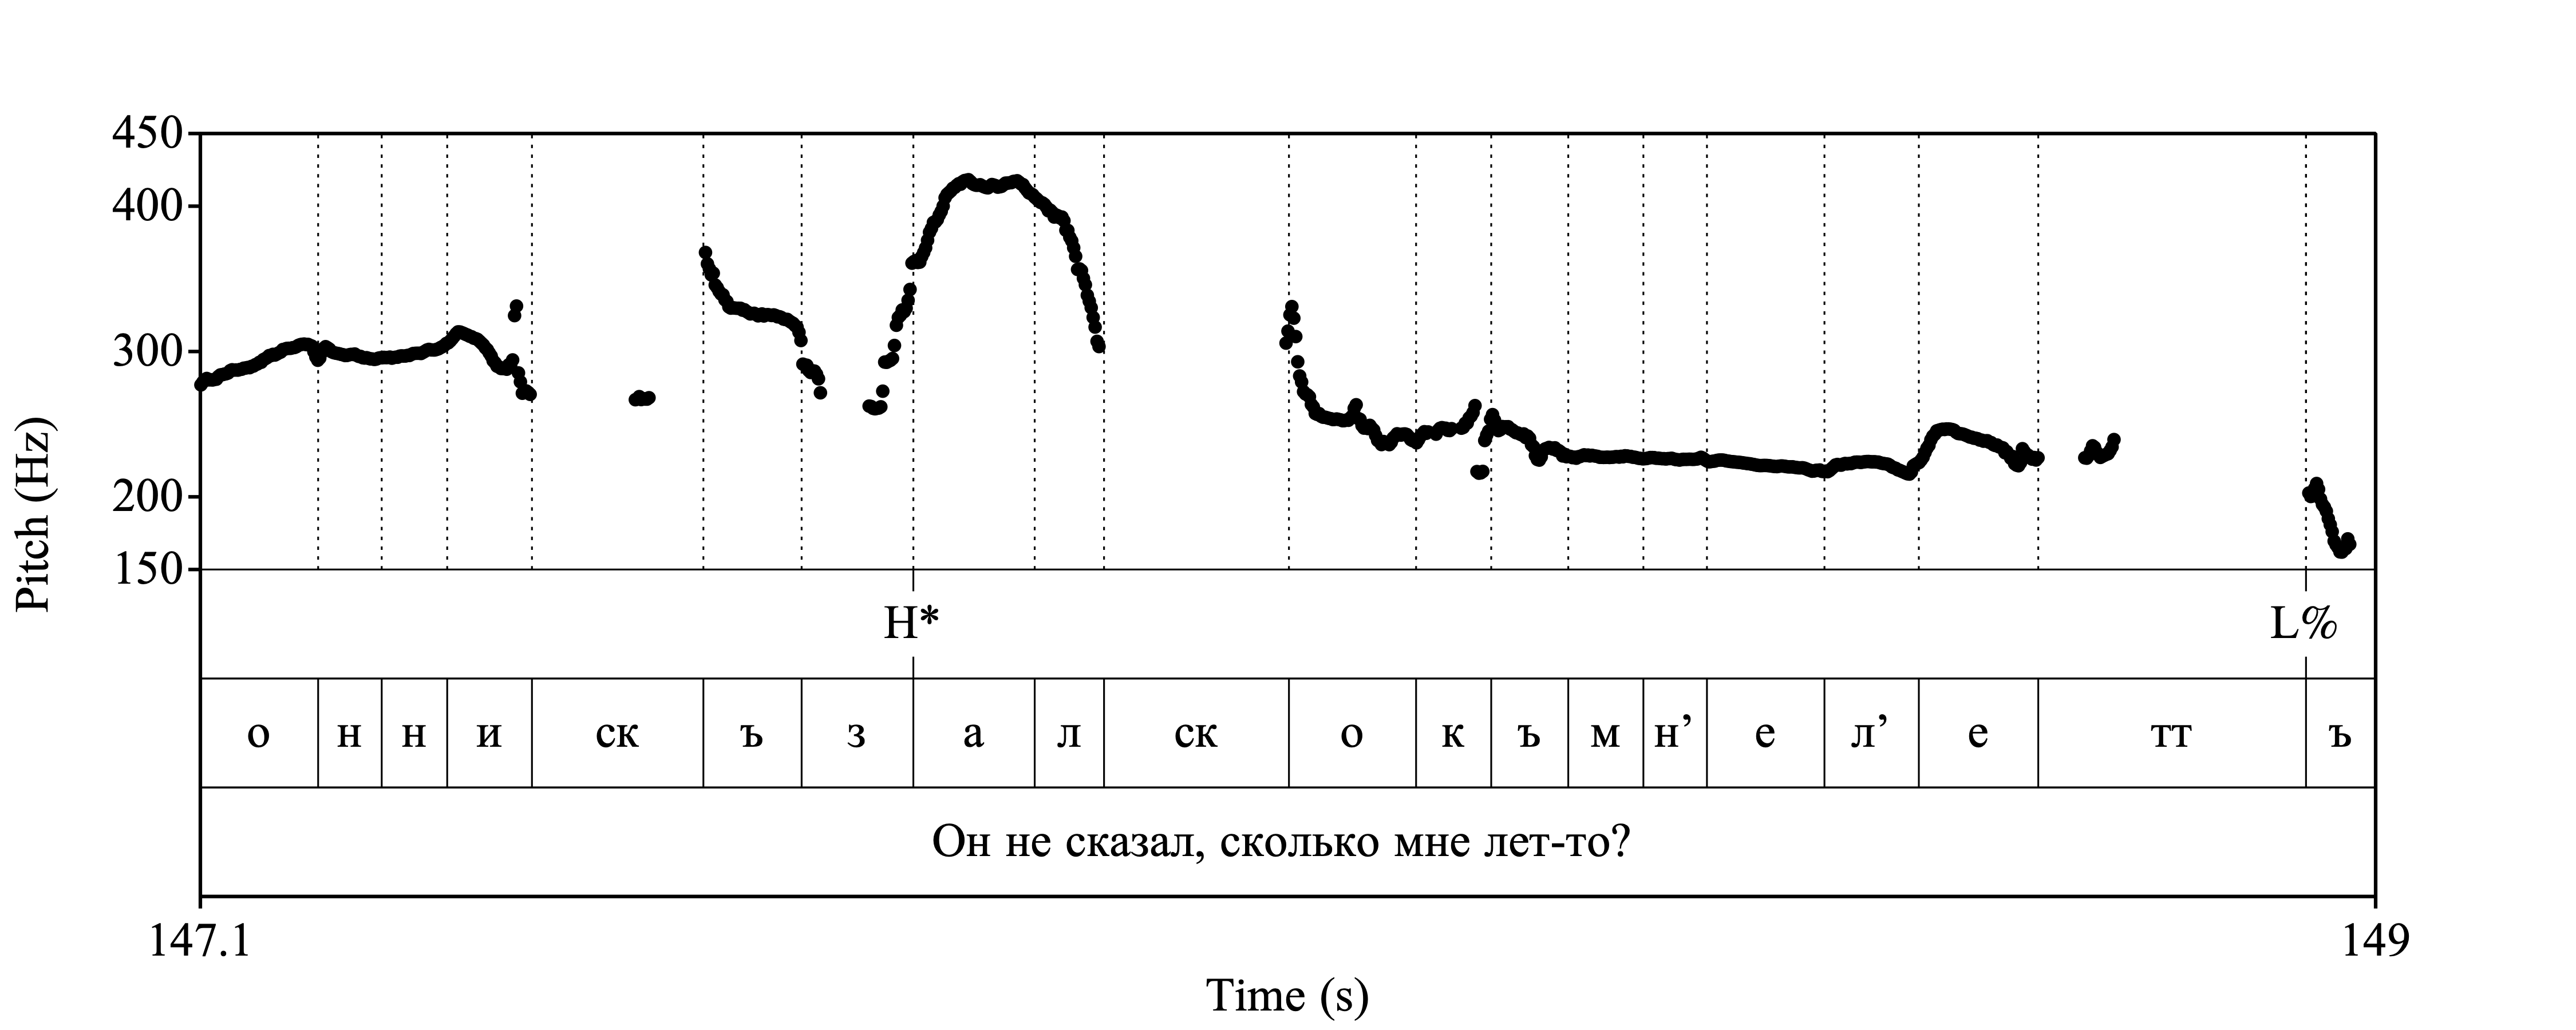 450
400
300
200
150
Pitch (Hz)
H* L%
о н н и ск ъ з а л ск о к ъ м н’ е л’ е тт ъ
Он не сказал, сколько мне лет-то?
147.1 149
Time (s)